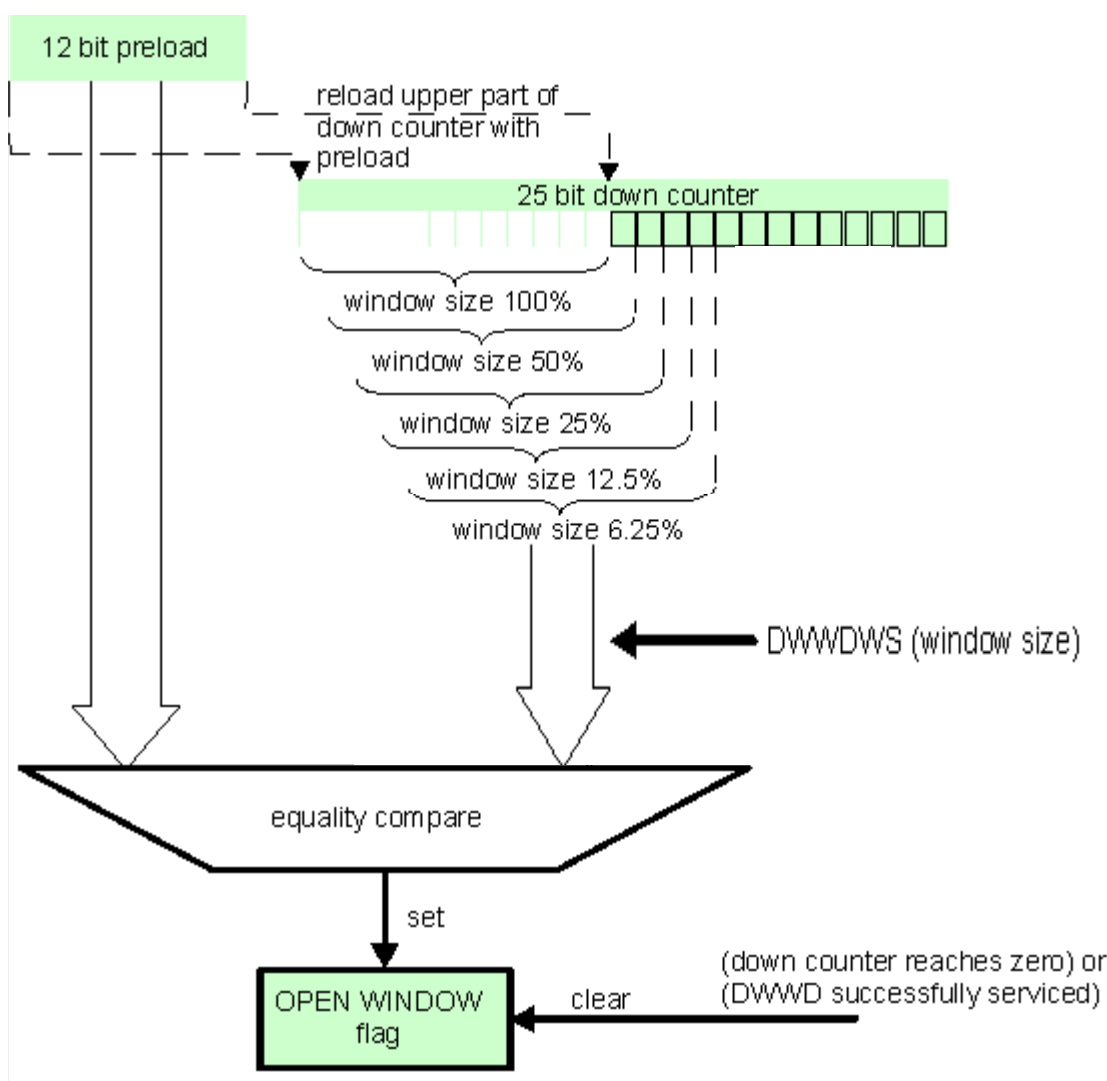 12 bit preload
reload upper part of
down counter with
preload
25 bit down counter
window size 100%
window size 50%
window size 25%
window size 12.5%
window size 6.25%
DWWDWS (window size)
equality compare
set
(down counter reaches zero) or
(DWWD successfully serviced)
clear
OPEN WINDOW
flag